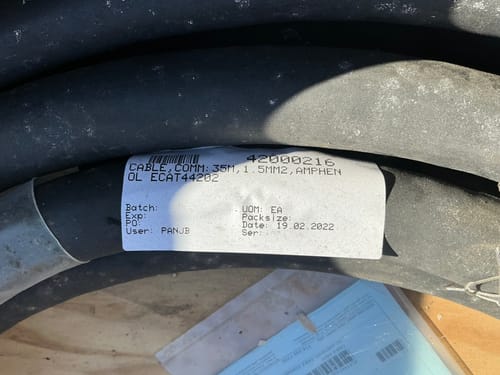 42000216
CABLE,COMM:35M,1.5MM2,AMPHEN
OL ECAT44202
Batch: UOM: EA
Exp: Packsize:
PO: Date: 19.02.2022
User: PANJB Ser: